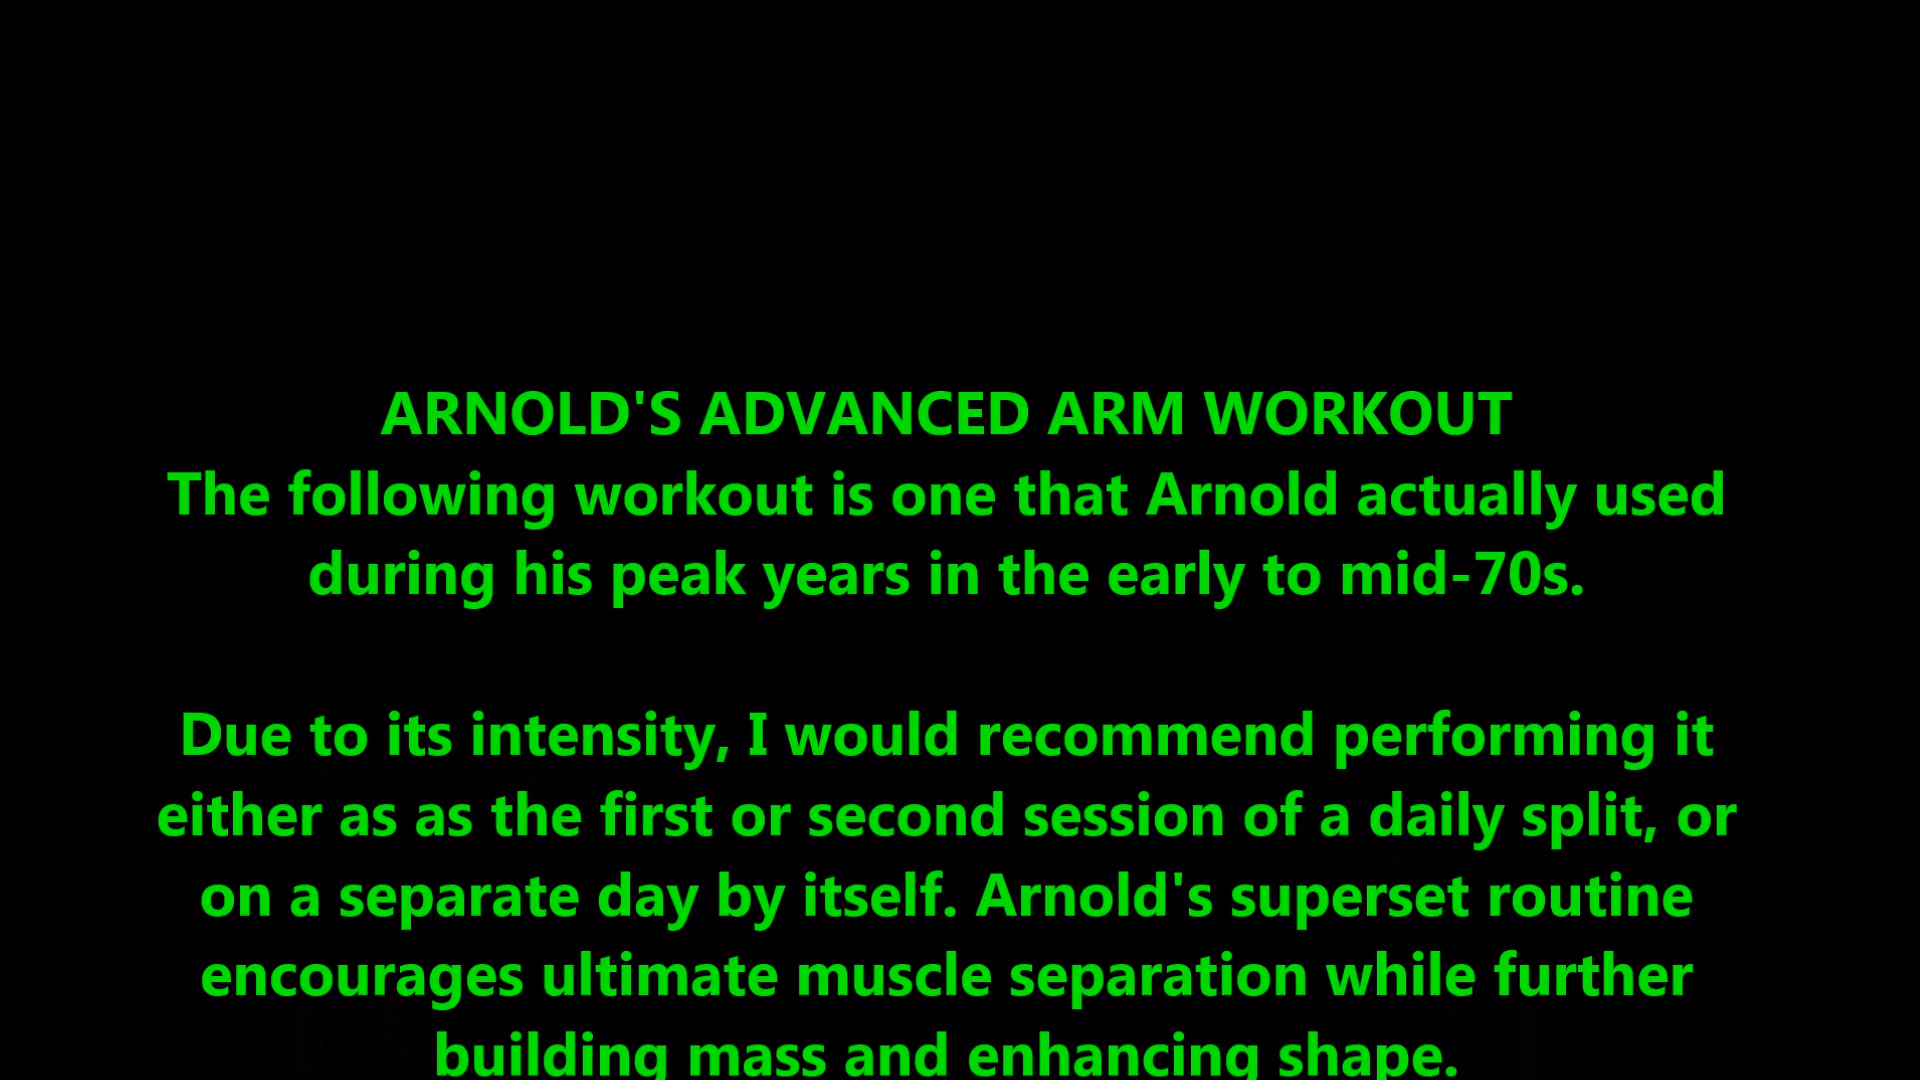 ARNOLD'S ADVANCED ARM WORKOUT
The following workout is one that Arnold actually used
during his peak years in the early to mid-70s.
Due to its intensity, I would recommend performing it
either as as the first or second session of a daily split, or
on a separate day by itself. Arnold's superset routine
encourages ultimate muscle separation while further
building mass and enhancing shape.